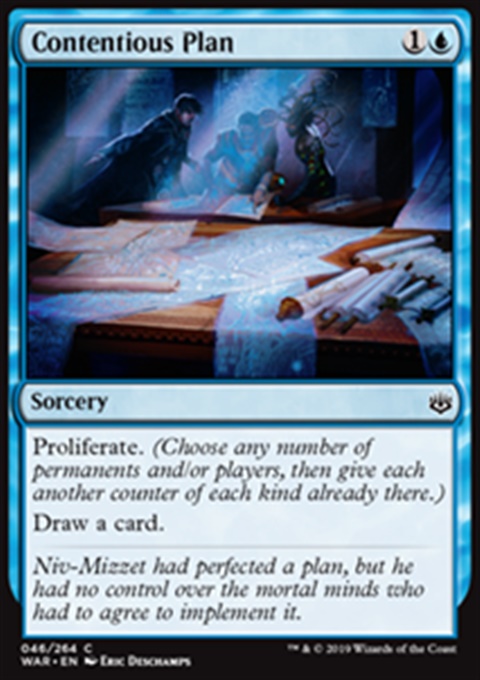 Contentious Plan 1
Sorcery
Proliferate. (Choose any number of
permanents and/or players, then give each
another counter of each kind already there.)
Draw a card.
Niv-Mizzet had perfected a plan, but he
had no control over the mortal minds who
had to agree to implement it.
046/264 C
WAR • EN Eric Deschamps
™ & © 2019 Wizards of the Coast